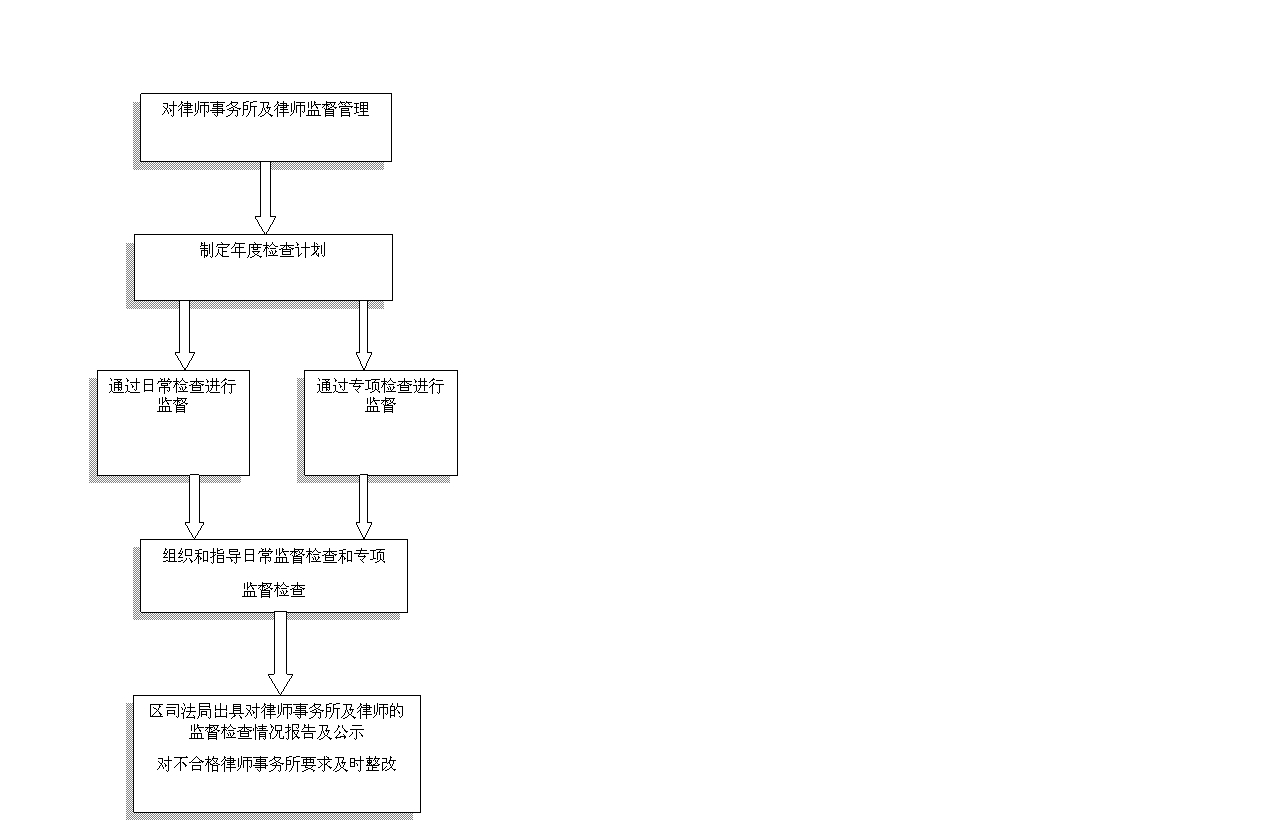 对律师事务所及律师监督管理
制定年度检查计划
通过日常检查进行
监督
通过专项检查进行
监督
组织和指导日常监督检查和专项
监督检查
区司法局出具对律师事务所及律师的
监督检查情况报告及公示
对不合格律师事务所要求及时整改